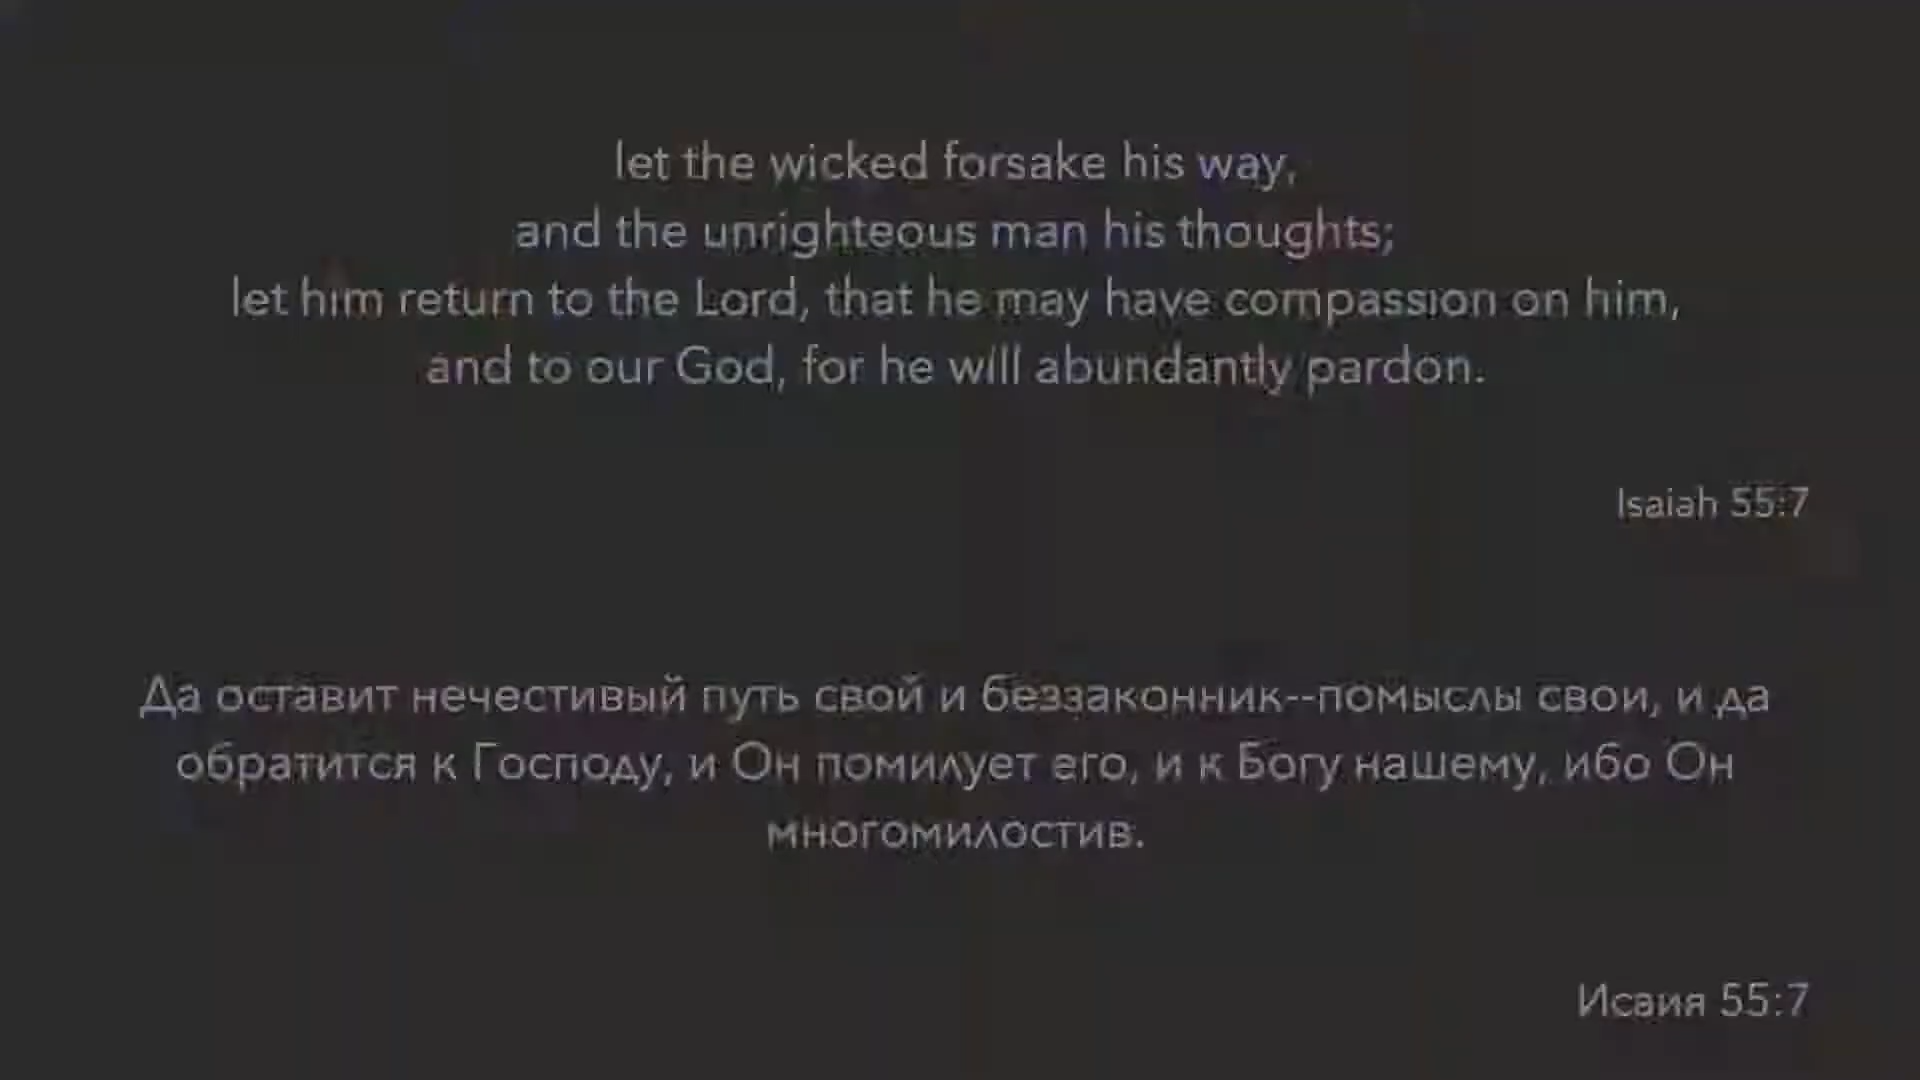 let the wicked forsake his way,
and the unrighteous man his thoughts;
let him return to the Lord, that he may have compassion on him,
and to our God, for he will abundantly pardon.
Isaiah 55:7
Да оставит нечестивый путь свой и беззаконник--помыслы свои, и да
обратится к Господу, и Он помилует его, и к Богу нашему, ибо Он
многомилостив.
Исаия 55:7